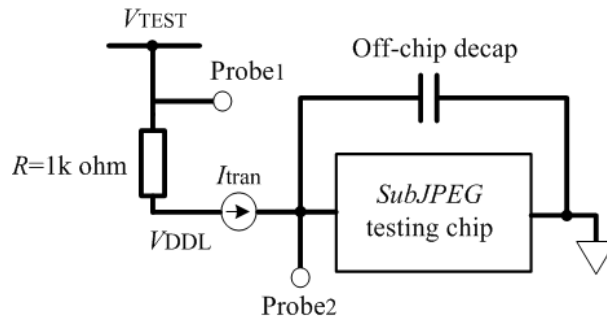 VTEST
Probe1
Off-chip decap
R=1k ohm
Itran
SubJPEG
testing chip
VDDL
Probe2